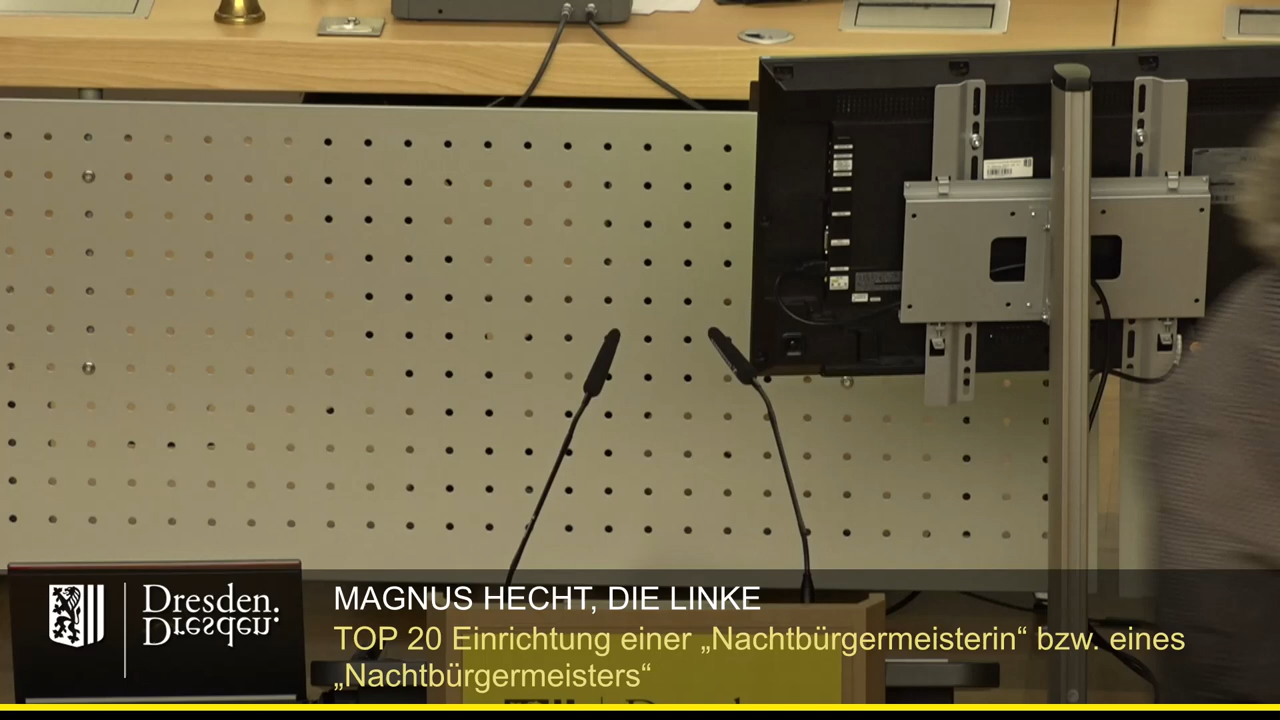 MAGNUS HECHT, DIE LINKE
TOP 20 Einrichtung einer „Nachtbürgermeisterin“ bzw. eines
„Nachtbürgermeisters“
Dresden.
Dresden.